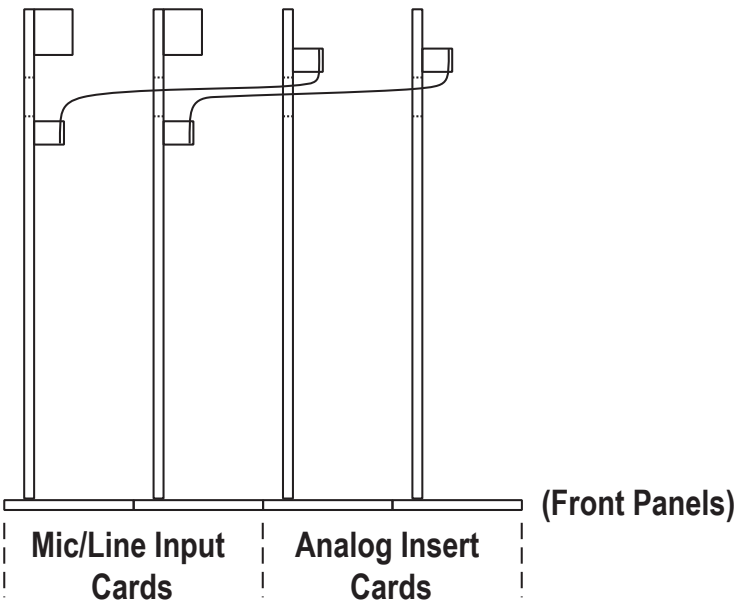 (Front Panels)
Mic/Line Input
Cards
Analog Insert
Cards